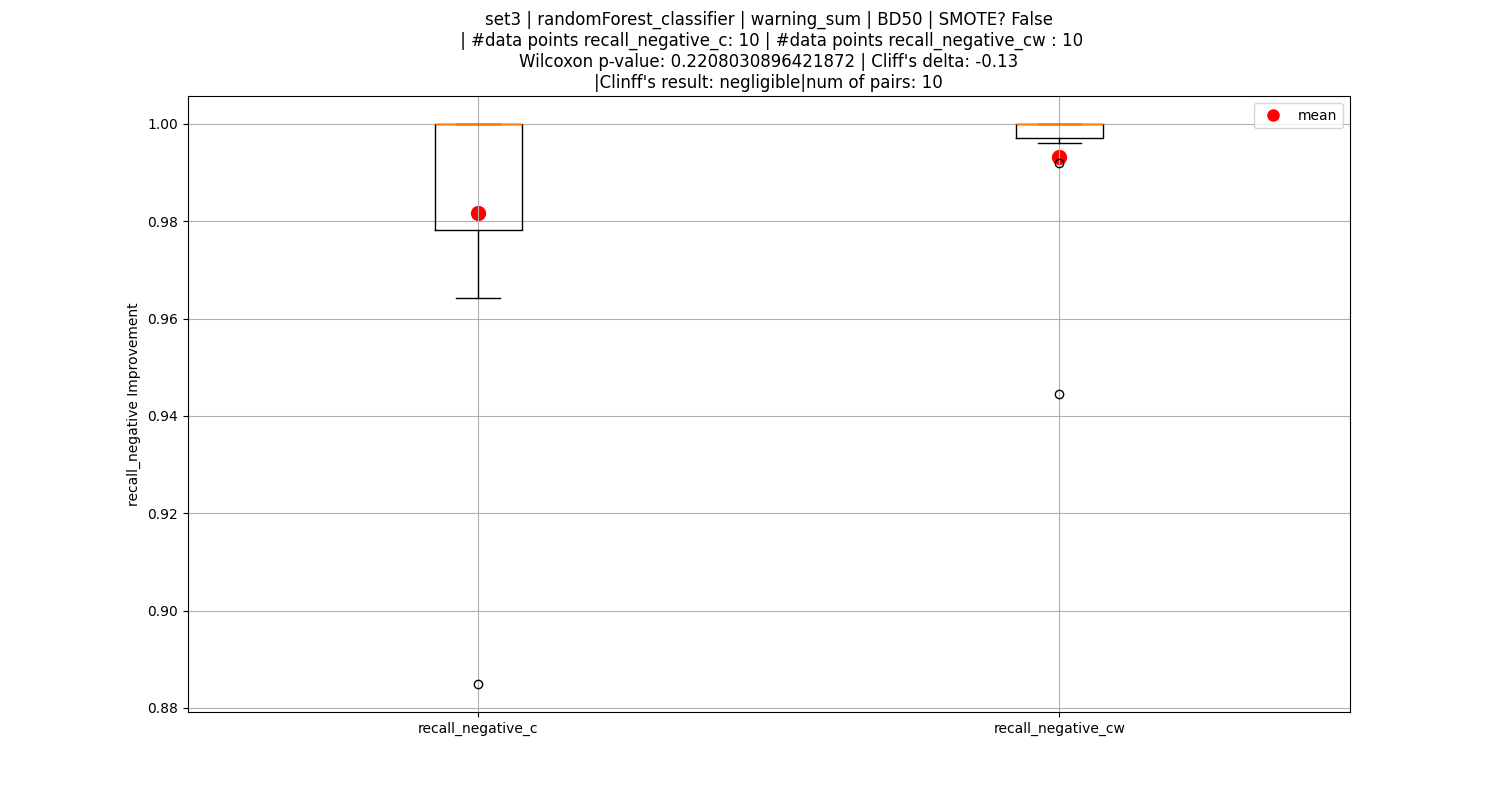 set3 | randomForest_classifier | warning_sum | BD50 | SMOTE? False
| #data points recall_negative_c: 10 | #data points recall_negative_cw : 10
Wilcoxon p-value: 0.2208030896421872 | Cliff's delta: -0.13
|Clinff's result: negligible|num of pairs: 10
mean
1.00
0.98
0.96
0.94
0.92
0.90
0.88
recall_negative Improvement
recall_negative_c
recall_negative_cw